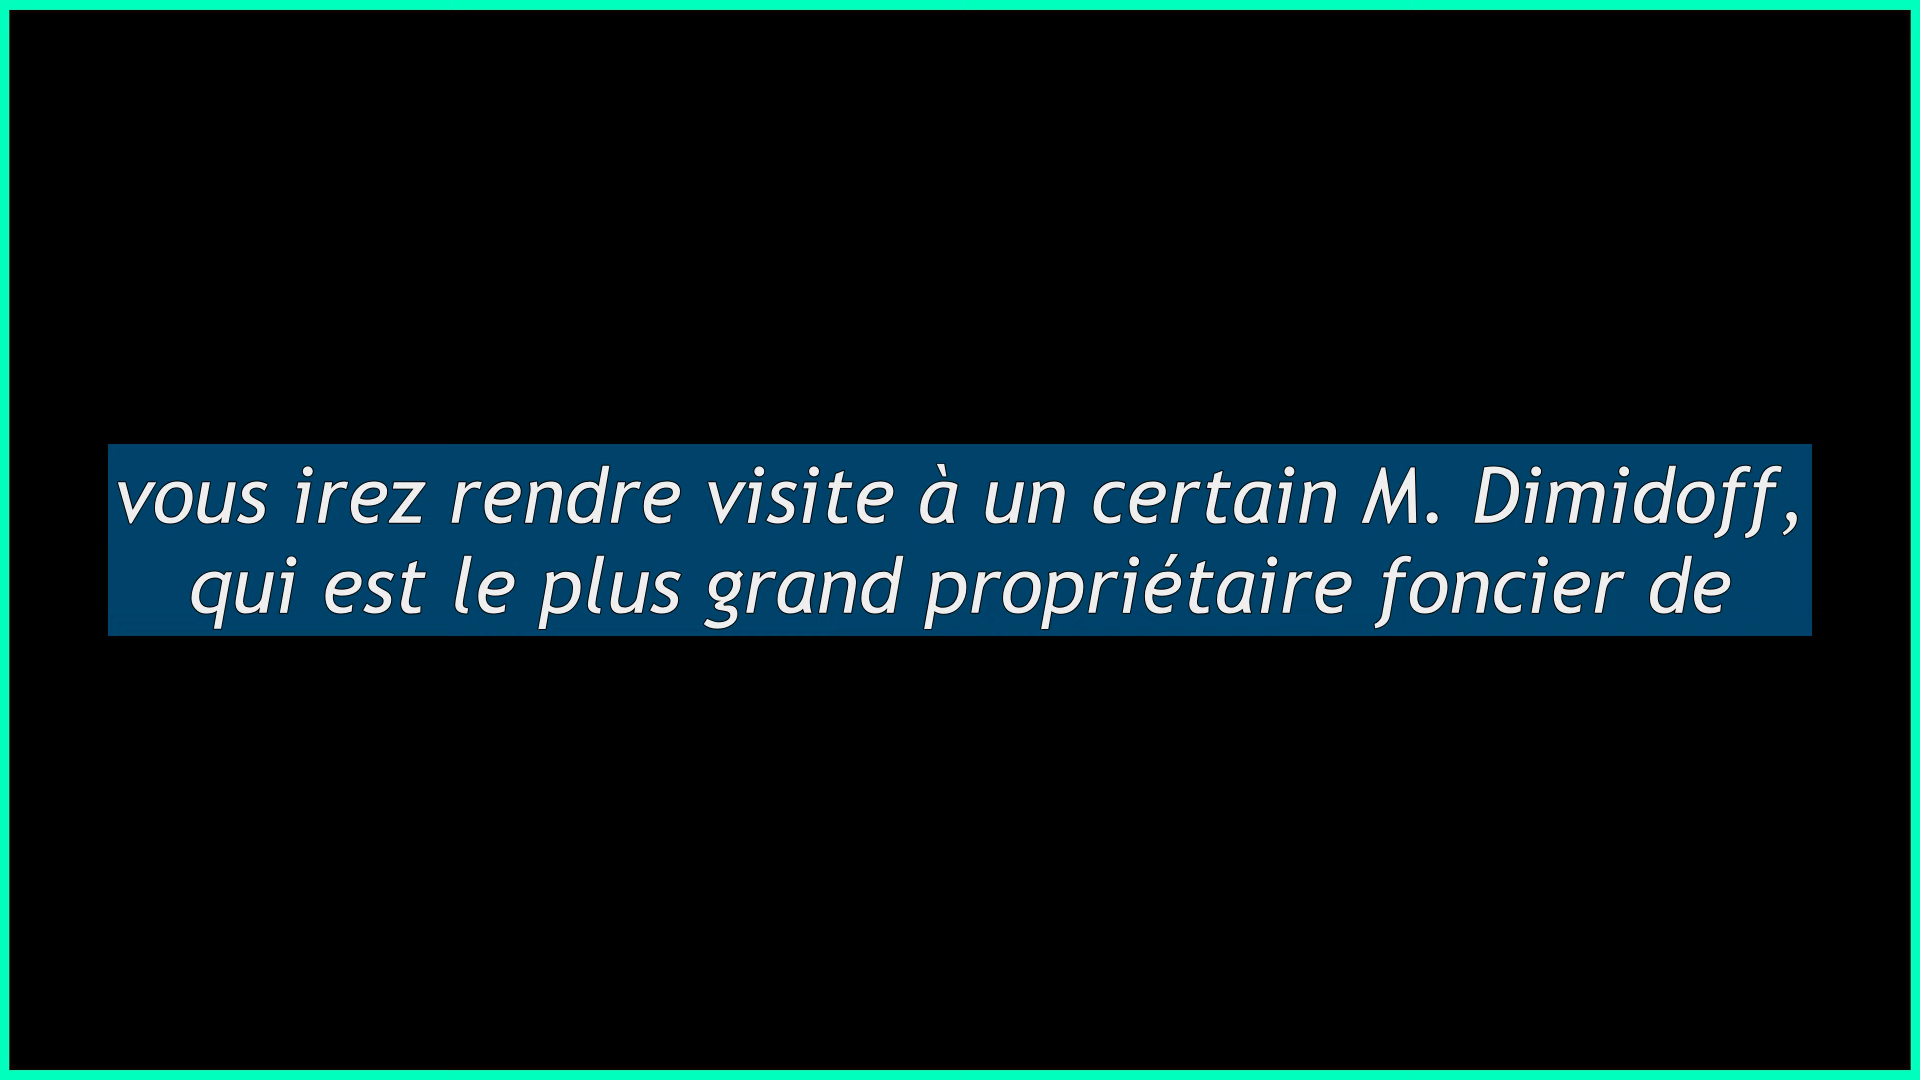 vous irez rendre visite à un certain M. Dimidoff,
qui est le plus grand propriétaire foncier de